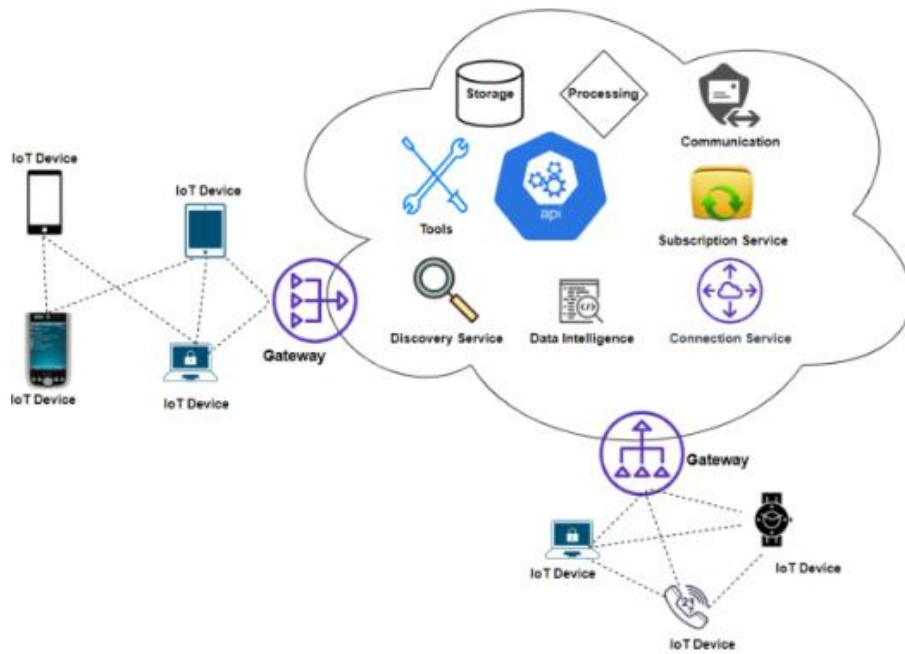 Storage
Processing
Communication
IoT Device
IoT Device
api
Tools
Subscription Service
Discovery Service
Data Intelligence
Connection Service
Gateway
IoT Device
IoT Device
Gateway
IoT Device
IoT Device
24
IoT Device